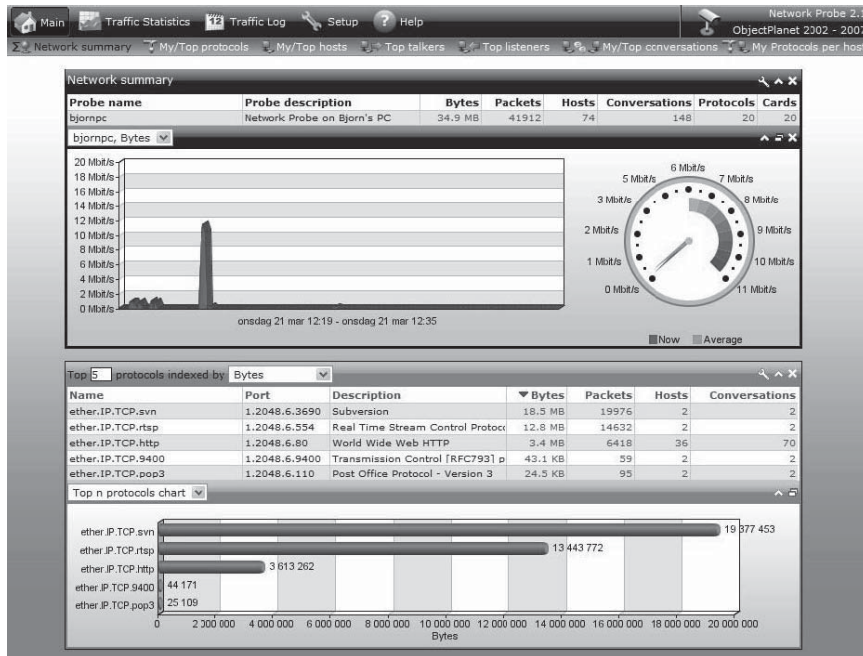 Main Traffic Statistics 12 Traffic Log Setup ? Help
Network Probe 2.
ObjectPlanet 2002 - 2007
Network summary My/Top protocols My/Top hosts Top talkers Top listeners My/Top conversations My Protocols per host
Network summary
Probe name Probe description Bytes Packets Hosts Conversations Protocols Cards
bjornpc Network Probe on Bjorn's PC 34.9 MB 41912 74 148 20 20
bjornpc, Bytes
20 Mbit/s
18 Mbit/s
16 Mbit/s
14 Mbit/s
12 Mbit/s
10 Mbit/s
8 Mbit/s
6 Mbit/s
4 Mbit/s
2 Mbit/s
0 Mbit/s
onsdag 21 mar 12:19 - onsdag 21 mar 12:35
0 Mbit/s
1 Mbit/s
2 Mbit/s
3 Mbit/s
5 Mbit/s
6 Mbit/s
7 Mbit/s
8 Mbit/s
9 Mbit/s
10 Mbit/s
11 Mbit/s
Now Average
Top 5 protocols indexed by Bytes
Name Port Description Bytes Packets Hosts Conversations
ether.IP.TCP.svn 1.2048.6.3690 Subversion 18.5 MB 19976 2 2
ether.IP.TCP.rtsp 1.2048.6.554 Real Time Stream Control Protoc 12.8 MB 14632 2 2
ether.IP.TCP.http 1.2048.6.80 World Wide Web HTTP 3.4 MB 6418 36 70
ether.IP.TCP.9400 1.2048.6.9400 Transmission Control [RFC793] p 43.1 KB 59 2 2
ether.IP.TCP.pop3 1.2048.6.110 Post Office Protocol - Version 3 24.5 KB 95 2 2
Top n protocols chart
ether.IP.TCP.svn 19 377 453
ether.IP.TCP.rtsp 13 443 772
ether.IP.TCP.http 3 613 262
ether.IP.TCP.9400 44 171
ether.IP.TCP.pop3 25 109
0 2 000 000 4 000 000 6 000 000 8 000 000 10 000 000 12 000 000 14 000 000 16 000 000 18 000 000 20 000 000
Bytes